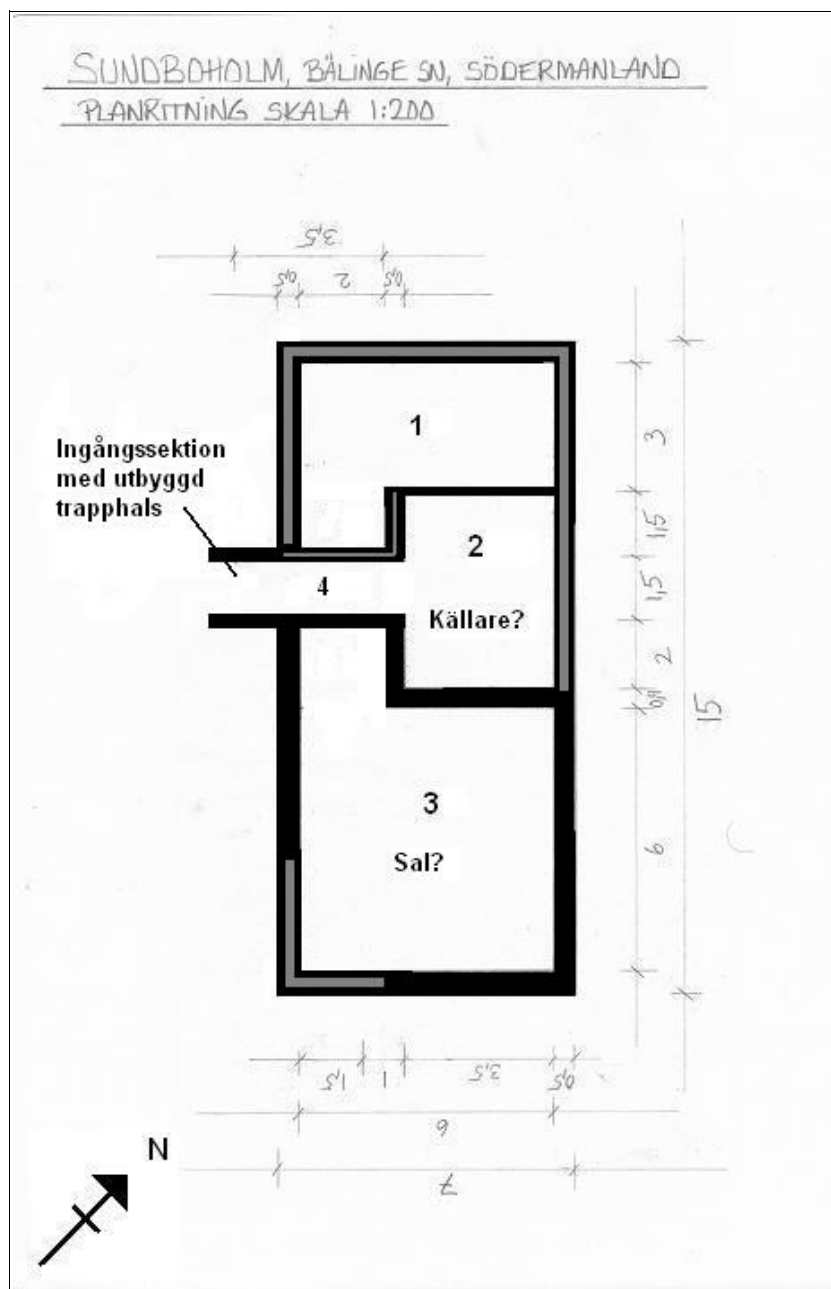 SUNDBOHOLM, BÄLINGE SN, SÖDERMANLAND
PLANRITNING SKALA 1:200
3,5
0,5 2 0,5
1
3
Ingångssektion
med utbyggd
trapphals
1,5
2
4
1,5
Källare?
2
15
3
6
Sal?
1,5 1 3,5 0,5
6
N
7